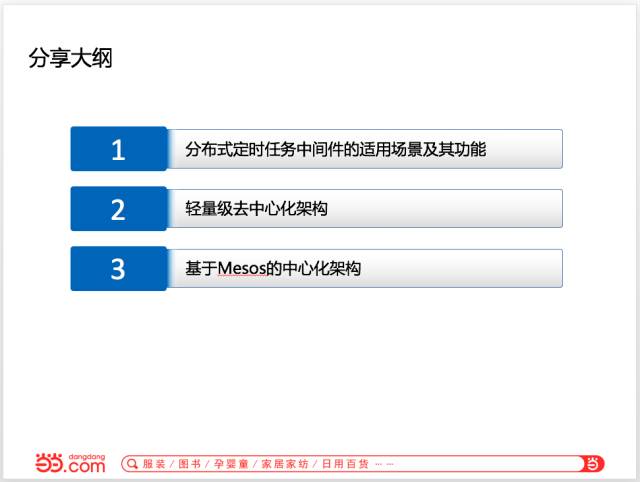 分享大纲
1 分布式定时任务中间件的适用场景及其功能
2 轻量级去中心化架构
3 基于Mesos的中心化架构
当当 dangdang
.com
服装 / 图书 / 孕婴童 / 家居家纺 / 日用百货 ⋯ ⋯
当